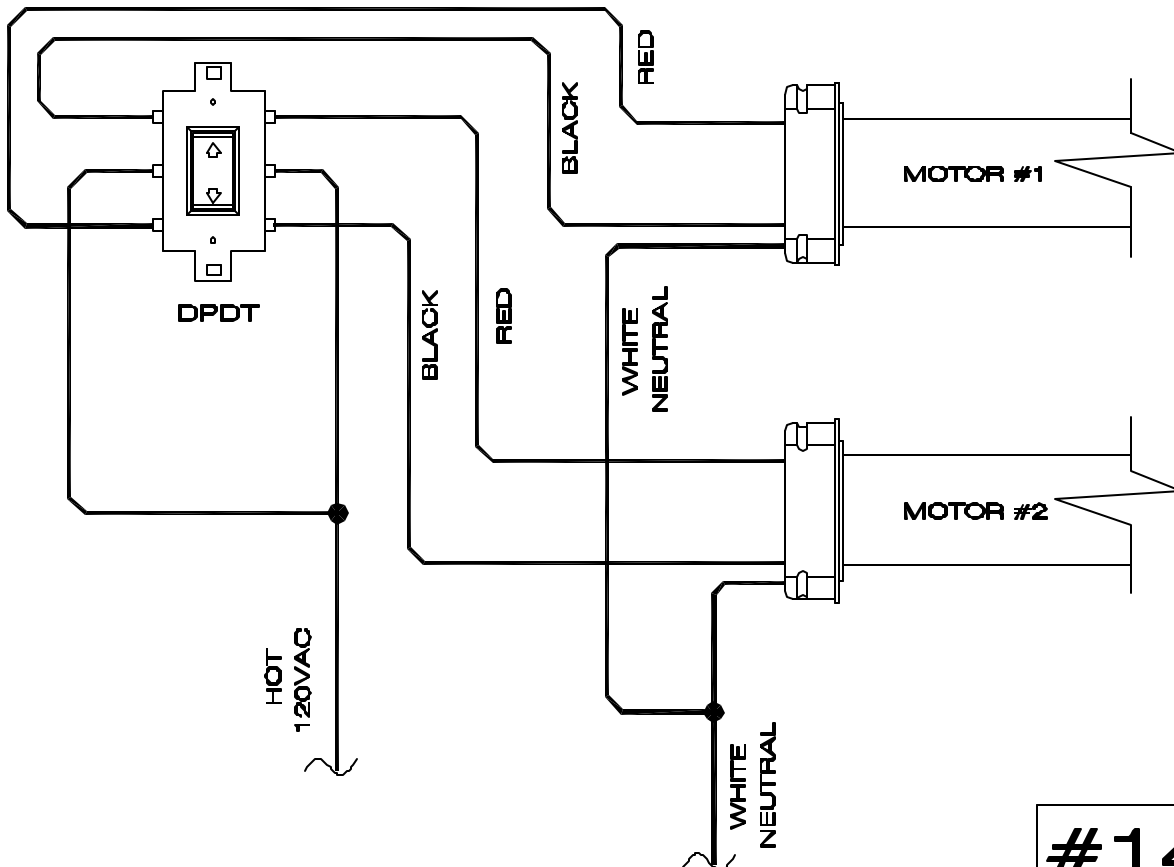 RED
BLACK
MOTOR #1
DPDT
BLACK
RED
WHITE
NEUTRAL
MOTOR #2
HOT
120VAC
WHITE
NEUTRAL